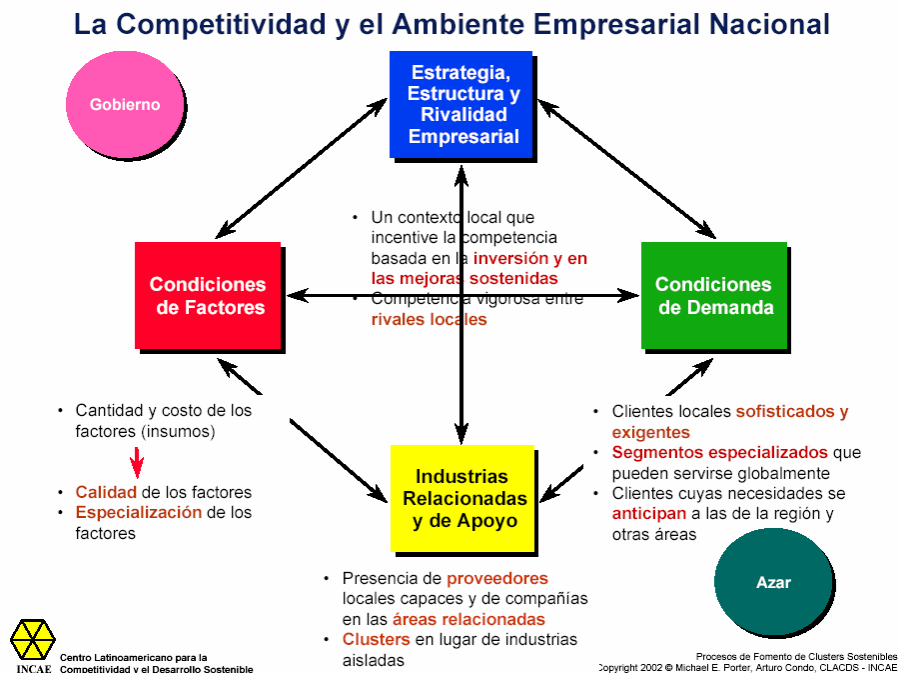 La Competitividad y el Ambiente Empresarial Nacional
Gobierno
Estrategia,
Estructura y
Rivalidad
Empresarial
• Un contexto local que
incentive la competencia
basada en la inversión y en
las mejoras sostenidas
• Competencia vigorosa entre
rivales locales
Condiciones
de Factores
Condiciones
de Demanda
• Cantidad y costo de los
factores (insumos)
• Calidad de los factores
• Especialización de los
factores
Industrias
Relacionadas
y de Apoyo
• Clientes locales sofisticados y
exigentes
• Segmentos especializados que
pueden servirse globalmente
• Clientes cuyas necesidades se
anticipan a las de la región y
otras áreas
Azar
• Presencia de proveedores
locales capaces y de compañías
en las áreas relacionadas
• Clusters en lugar de industrias
aisladas
INCAE
Centro Latinoamericano para la
Competitividad y el Desarrollo Sostenible
Procesos de Fomento de Clusters Sostenibles
opyright 2002 © Michael E. Porter, Arturo Condo, CLACDS - INCAE